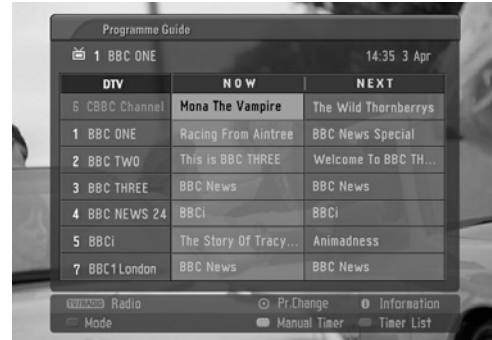 Programme Guide
1 BBC ONE 14:35 3 Apr
DTV NOW NEXT
6 CBBC Channel Mona The Vampire The Wild Thornberrys
1 BBC ONE Racing From Aintree BBC News Special
2 BBC TWO This is BBC THREE Welcome To BBC TH...
3 BBC THREE BBC News BBC News
4 BBC NEWS 24 BBCi BBCi
5 BBCi The Story Of Tracy... Animadness
7 BBC1 London BBC News BBC News
TV/RADIO Radio Pr.Change i Information
Mode Manual Timer Timer List